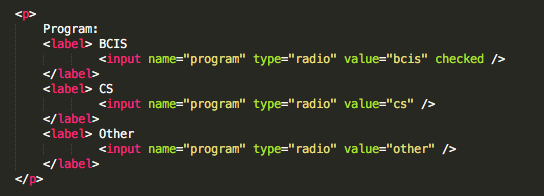 <p>
Program:
<label> BCIS
<input name="program" type="radio" value="bcis" checked />
</label>
<label> CS
<input name="program" type="radio" value="cs" />
</label>
<label> Other
<input name="program" type="radio" value="other" />
</label>
</p>